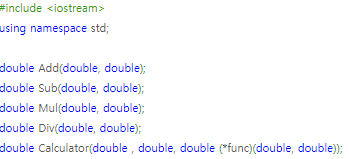 #include <iostream>
using namespace std;
double Add(double, double);
double Sub(double, double);
double Mul(double, double);
double Div(double, double);
double Calculator(double , double, double (*func)(double, double));